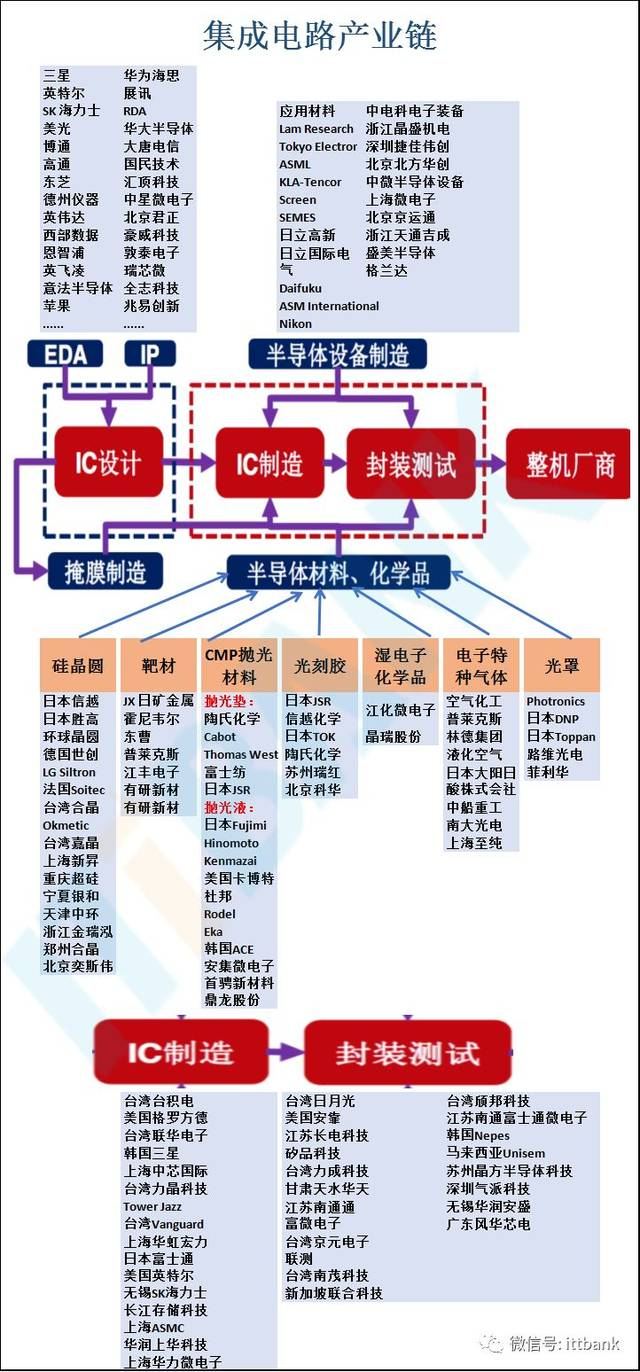 集成电路产业链
三星
英特尔
SK 海力士
美光
博通
高通
东芝
德州仪器
英伟达
西部数据
恩智浦
英飞凌
意法半导体
苹果
......
华为海思
展讯
RDA
华大半导体
大唐电信
国民技术
汇顶科技
中星微电子
北京君正
豪威科技
敦泰电子
瑞芯微
全志科技
兆易创新
......
应用材料
Lam Research
Tokyo Electror
ASML
KLA-Tencor
Screen
SEMES
日立高新
日立国际电
气
Daifuku
ASM International
Nikon
中电科电子装备
浙江晶盛机电
深圳捷佳伟创
北京北方华创
中微半导体设备
上海微电子
北京京运通
浙江天通吉成
盛美半导体
格兰达
EDA
IP
半导体设备制造
IC设计
IC制造
封装测试
整机厂商
掩膜制造
半导体材料、化学品
硅晶圆
日本信越
日本胜高
环球晶圆
德国世创
LG Siltron
法国Soitec
台湾合晶
Okmetic
台湾嘉晶
上海新昇
重庆超硅
宁夏银和
天津中环
浙江金瑞泓
郑州合晶
北京奕斯伟
靶材
JX 日矿金属
霍尼韦尔
东曹
普莱克斯
江丰电子
有研新材
有研新材
CMP抛光
材料
抛光垫：
陶氏化学
Cabot
Thomas West
富士纺
日本JSR
抛光液：
日本Fujimi
Hinomoto
Kenmazai
美国卡博特
杜邦
Rodel
Eka
韩国ACE
安集微电子
首骋新材料
鼎龙股份
光刻胶
日本JSR
信越化学
日本TOK
陶氏化学
苏州瑞红
北京科华
湿电子
化学品
江化微电子
晶瑞股份
电子特
种气体
空气化工
普莱克斯
林德集团
液化空气
日本大阳日
酸株式会社
中船重工
南大光电
上海至纯
光罩
Photronics
日本DNP
日本Toppan
路维光电
菲利华
IC制造
封装测试
台湾台积电
美国格罗方德
台湾联华电子
韩国三星
上海中芯国际
台湾力晶科技
Tower Jazz
台湾Vanguard
上海华虹宏力
日本富士通
美国英特尔
无锡SK海力士
长江存储科技
上海ASMC
华润上华科技
上海华力微电子
台湾日月光
美国安靠
江苏长电科技
矽品科技
台湾力成科技
甘肃天水华天
江苏南通通
富微电子
台湾京元电子
联测
台湾南茂科技
新加坡联合科技
台湾颀邦科技
江苏南通富士通微电子
韩国Nepes
马来西亚Unisem
苏州晶方半导体科技
深圳气派科技
无锡华润安盛
广东风华芯电
ITTBANK
微信号: ittbank